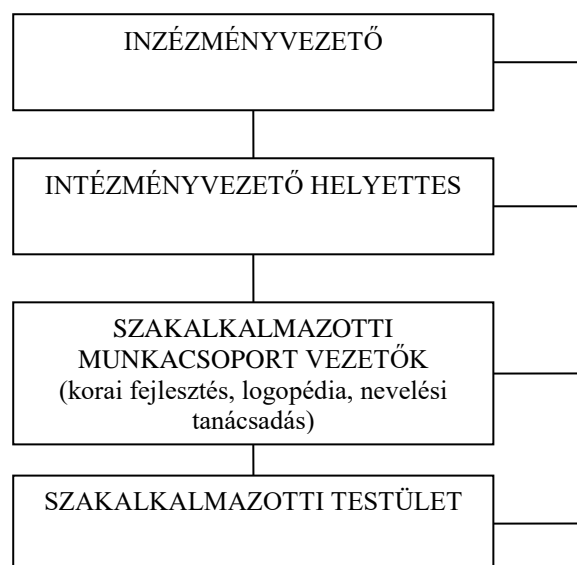 INZÉZMÉNYVEZETŐ
INTÉZMÉNYVEZETŐ HELYETTES
SZAKALKALMAZOTTI
MUNKACSOPORT VEZETŐK
(korai fejlesztés, logopédia, nevelési
tanácsadás)
SZAKALKALMAZOTTI TESTÜLET